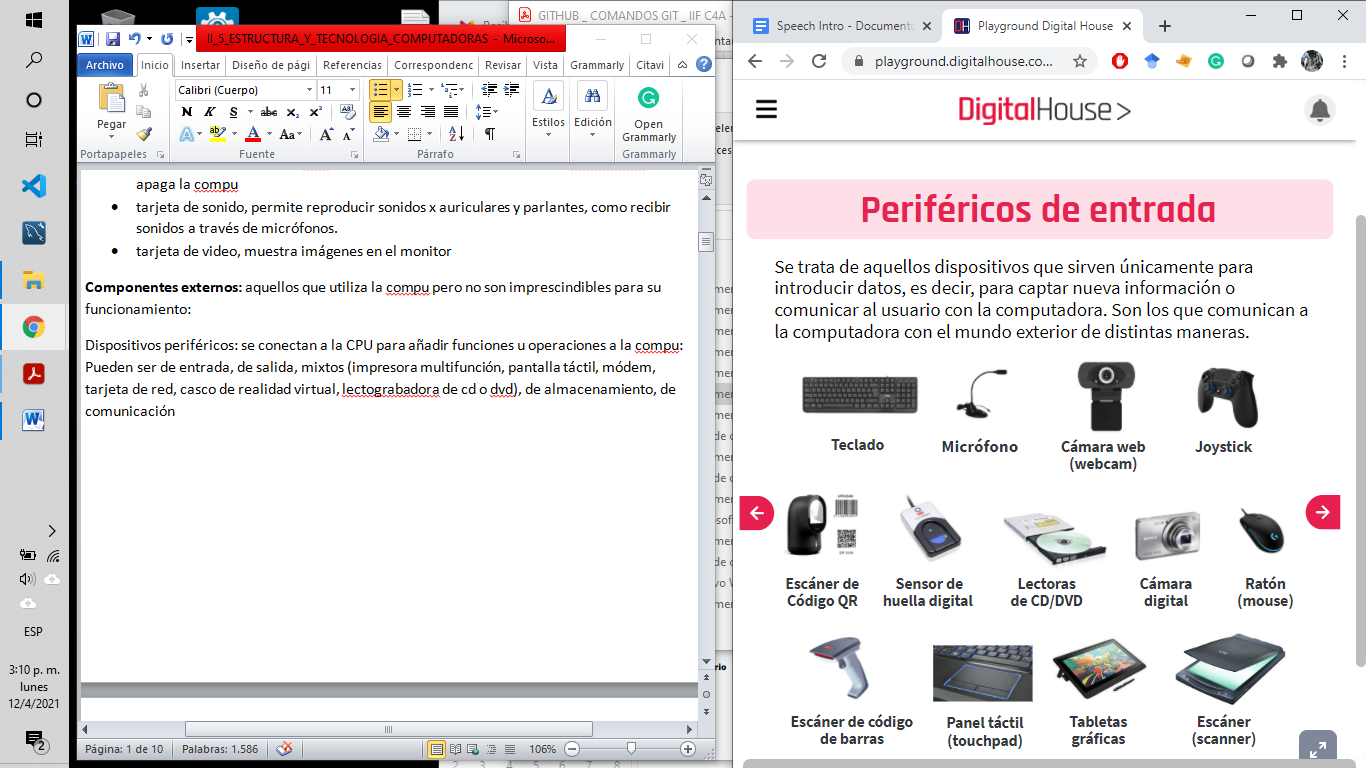 GITHUB _ COMANDOS GIT _ IIF C4A -
II_5_ESTRUCTURA_Y_TECNOLOGIA_COMPUTADORAS - Microso...
Archivo Inicio Insertar Diseño de pági Referencias Correspondenc Revisar Vista Grammarly Citavi
Pegar
Calibri (Cuerpo) 11
N K S abc x₂ x²
Aa
Estilos
Edición
Open
Grammarly
Portapapeles Fuente Párrafo Grammarly
apaga la compu
• tarjeta de sonido, permite reproducir sonidos x auriculares y parlantes, como recibir
sonidos a través de micrófonos.
• tarjeta de video, muestra imágenes en el monitor
Componentes externos: aquellos que utiliza la compu pero no son imprescindibles para su
funcionamiento:
Dispositivos periféricos: se conectan a la CPU para añadir funciones u operaciones a la compu:
Pueden ser de entrada, de salida, mixtos (impresora multifunción, pantalla táctil, módem,
tarjeta de red, casco de realidad virtual, lectograbadora de cd o dvd), de almacenamiento, de
comunicación
Página: 1 de 10 Palabras: 1.586 106%
ESP
3:10 p. m.
lunes
12/4/2021
2
Speech Intro - Document
Playground Digital House
playground.digitalhouse.co...
DigitalHouse>
Periféricos de entrada
Se trata de aquellos dispositivos que sirven únicamente para
introducir datos, es decir, para captar nueva información o
comunicar al usuario con la computadora. Son los que comunican a
la computadora con el mundo exterior de distintas maneras.
Teclado
Micrófono
Cámara web
(webcam)
Joystick
Escáner de
Código QR
Sensor de
huella digital
Lectoras
de CD/DVD
Cámara
digital
Ratón
(mouse)
Escáner de código
de barras
Panel táctil
(touchpad)
Tabletas
gráficas
Escáner
(scanner)